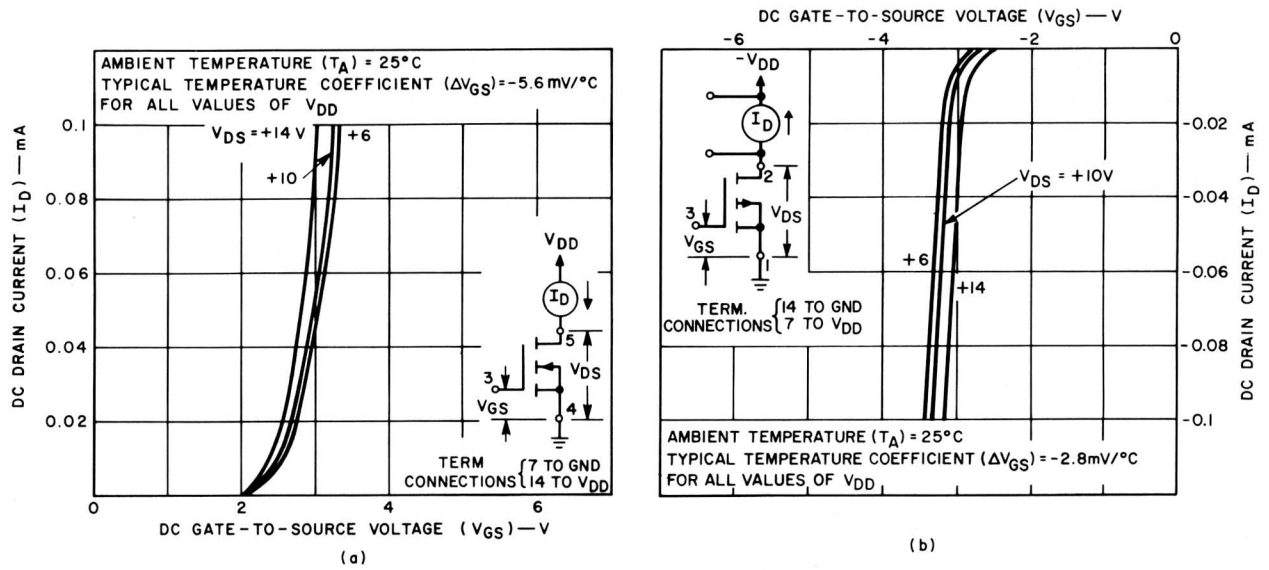 AMBIENT TEMPERATURE (TA) = 25°C
TYPICAL TEMPERATURE COEFFICIENT (ΔVGS) = -5.6 mV/°C
FOR ALL VALUES OF VDD
VDS = +14 V
+6
+10
DC DRAIN CURRENT (ID) — mA
0.1
0.08
0.06
0.04
0.02
VDD
ID
5
3
VDS
VGS
4
TERM
CONNECTIONS
7 TO GND
14 TO VDD
0
2
4
6
DC GATE-TO-SOURCE VOLTAGE (VGS) — V
(a)
DC GATE-TO-SOURCE VOLTAGE (VGS) — V
-6
-4
-2
0
-VDD
ID
2
3
VDS
VGS
1
TERM.
CONNECTIONS
14 TO GND
7 TO VDD
VDS = +10V
+6
+14
-0.02
-0.04
-0.06
-0.08
-0.1
DC DRAIN CURRENT (ID) — mA
AMBIENT TEMPERATURE (TA) = 25°C
TYPICAL TEMPERATURE COEFFICIENT (ΔVGS) = -2.8mV/°C
FOR ALL VALUES OF VDD
(b)